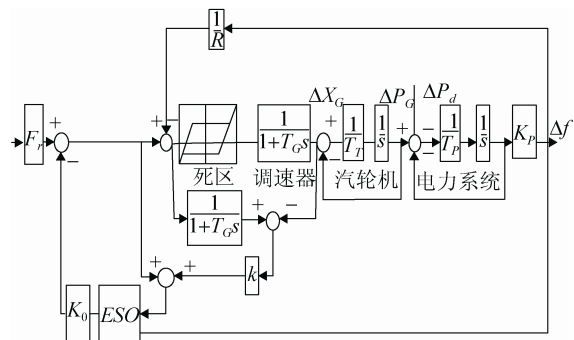 1/R
ΔX_G
ΔP_G
ΔP_d
F_r
+
−
−
+
1/(1+T_G s)
+
−
1/T_T
1/s
+
−
−
1/T_P
1/s
K_P
Δf
死区
调速器
汽轮机
电力系统
1/(1+T_G s)
+
−
+
+
k
K_0
ESO